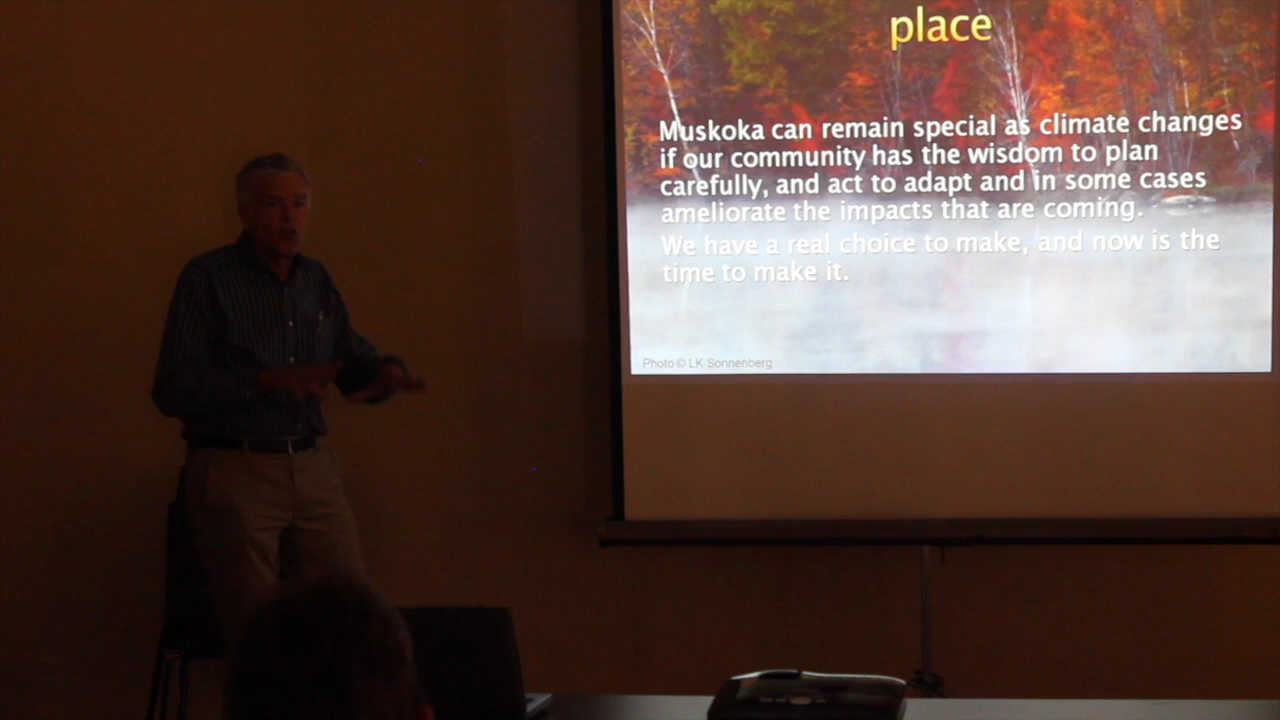 place
Muskoka can remain special as climate changes
if our community has the wisdom to plan
carefully, and act to adapt and in some cases
ameliorate the impacts that are coming.
We have a real choice to make, and now is the
time to make it.
Photo © LK Sonnenberg